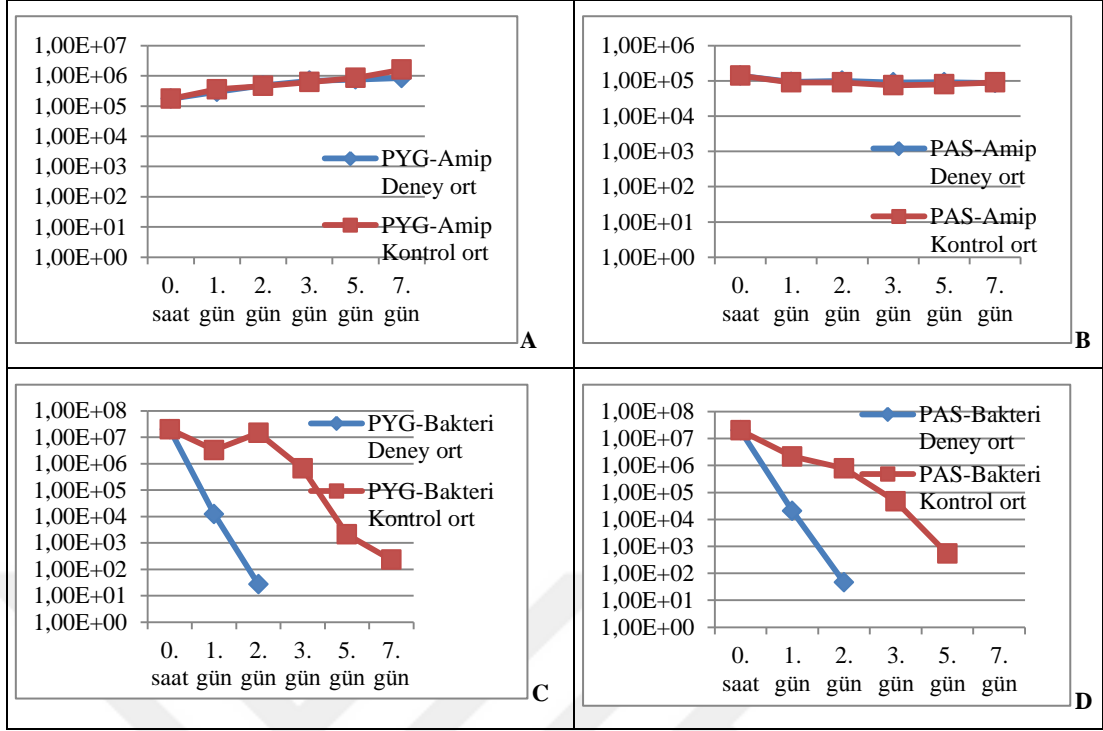 1,00E+07
1,00E+06
1,00E+05
1,00E+04
1,00E+03
1,00E+02
1,00E+01
1,00E+00
PYG-Amip
Deney ort
PYG-Amip
Kontrol ort
0. 1. 2. 3. 5. 7.
saat gün gün gün gün gün
A
1,00E+06
1,00E+05
1,00E+04
1,00E+03
1,00E+02
1,00E+01
1,00E+00
PAS-Amip
Deney ort
PAS-Amip
Kontrol ort
0. 1. 2. 3. 5. 7.
saat gün gün gün gün gün
B
1,00E+08
1,00E+07
1,00E+06
1,00E+05
1,00E+04
1,00E+03
1,00E+02
1,00E+01
1,00E+00
PYG-Bakteri
Deney ort
PYG-Bakteri
Kontrol ort
0. 1. 2. 3. 5. 7.
saat gün gün gün gün gün
C
1,00E+08
1,00E+07
1,00E+06
1,00E+05
1,00E+04
1,00E+03
1,00E+02
1,00E+01
1,00E+00
PAS-Bakteri
Deney ort
PAS-Bakteri
Kontrol ort
0. 1. 2. 3. 5. 7.
saat gün gün gün gün gün
D